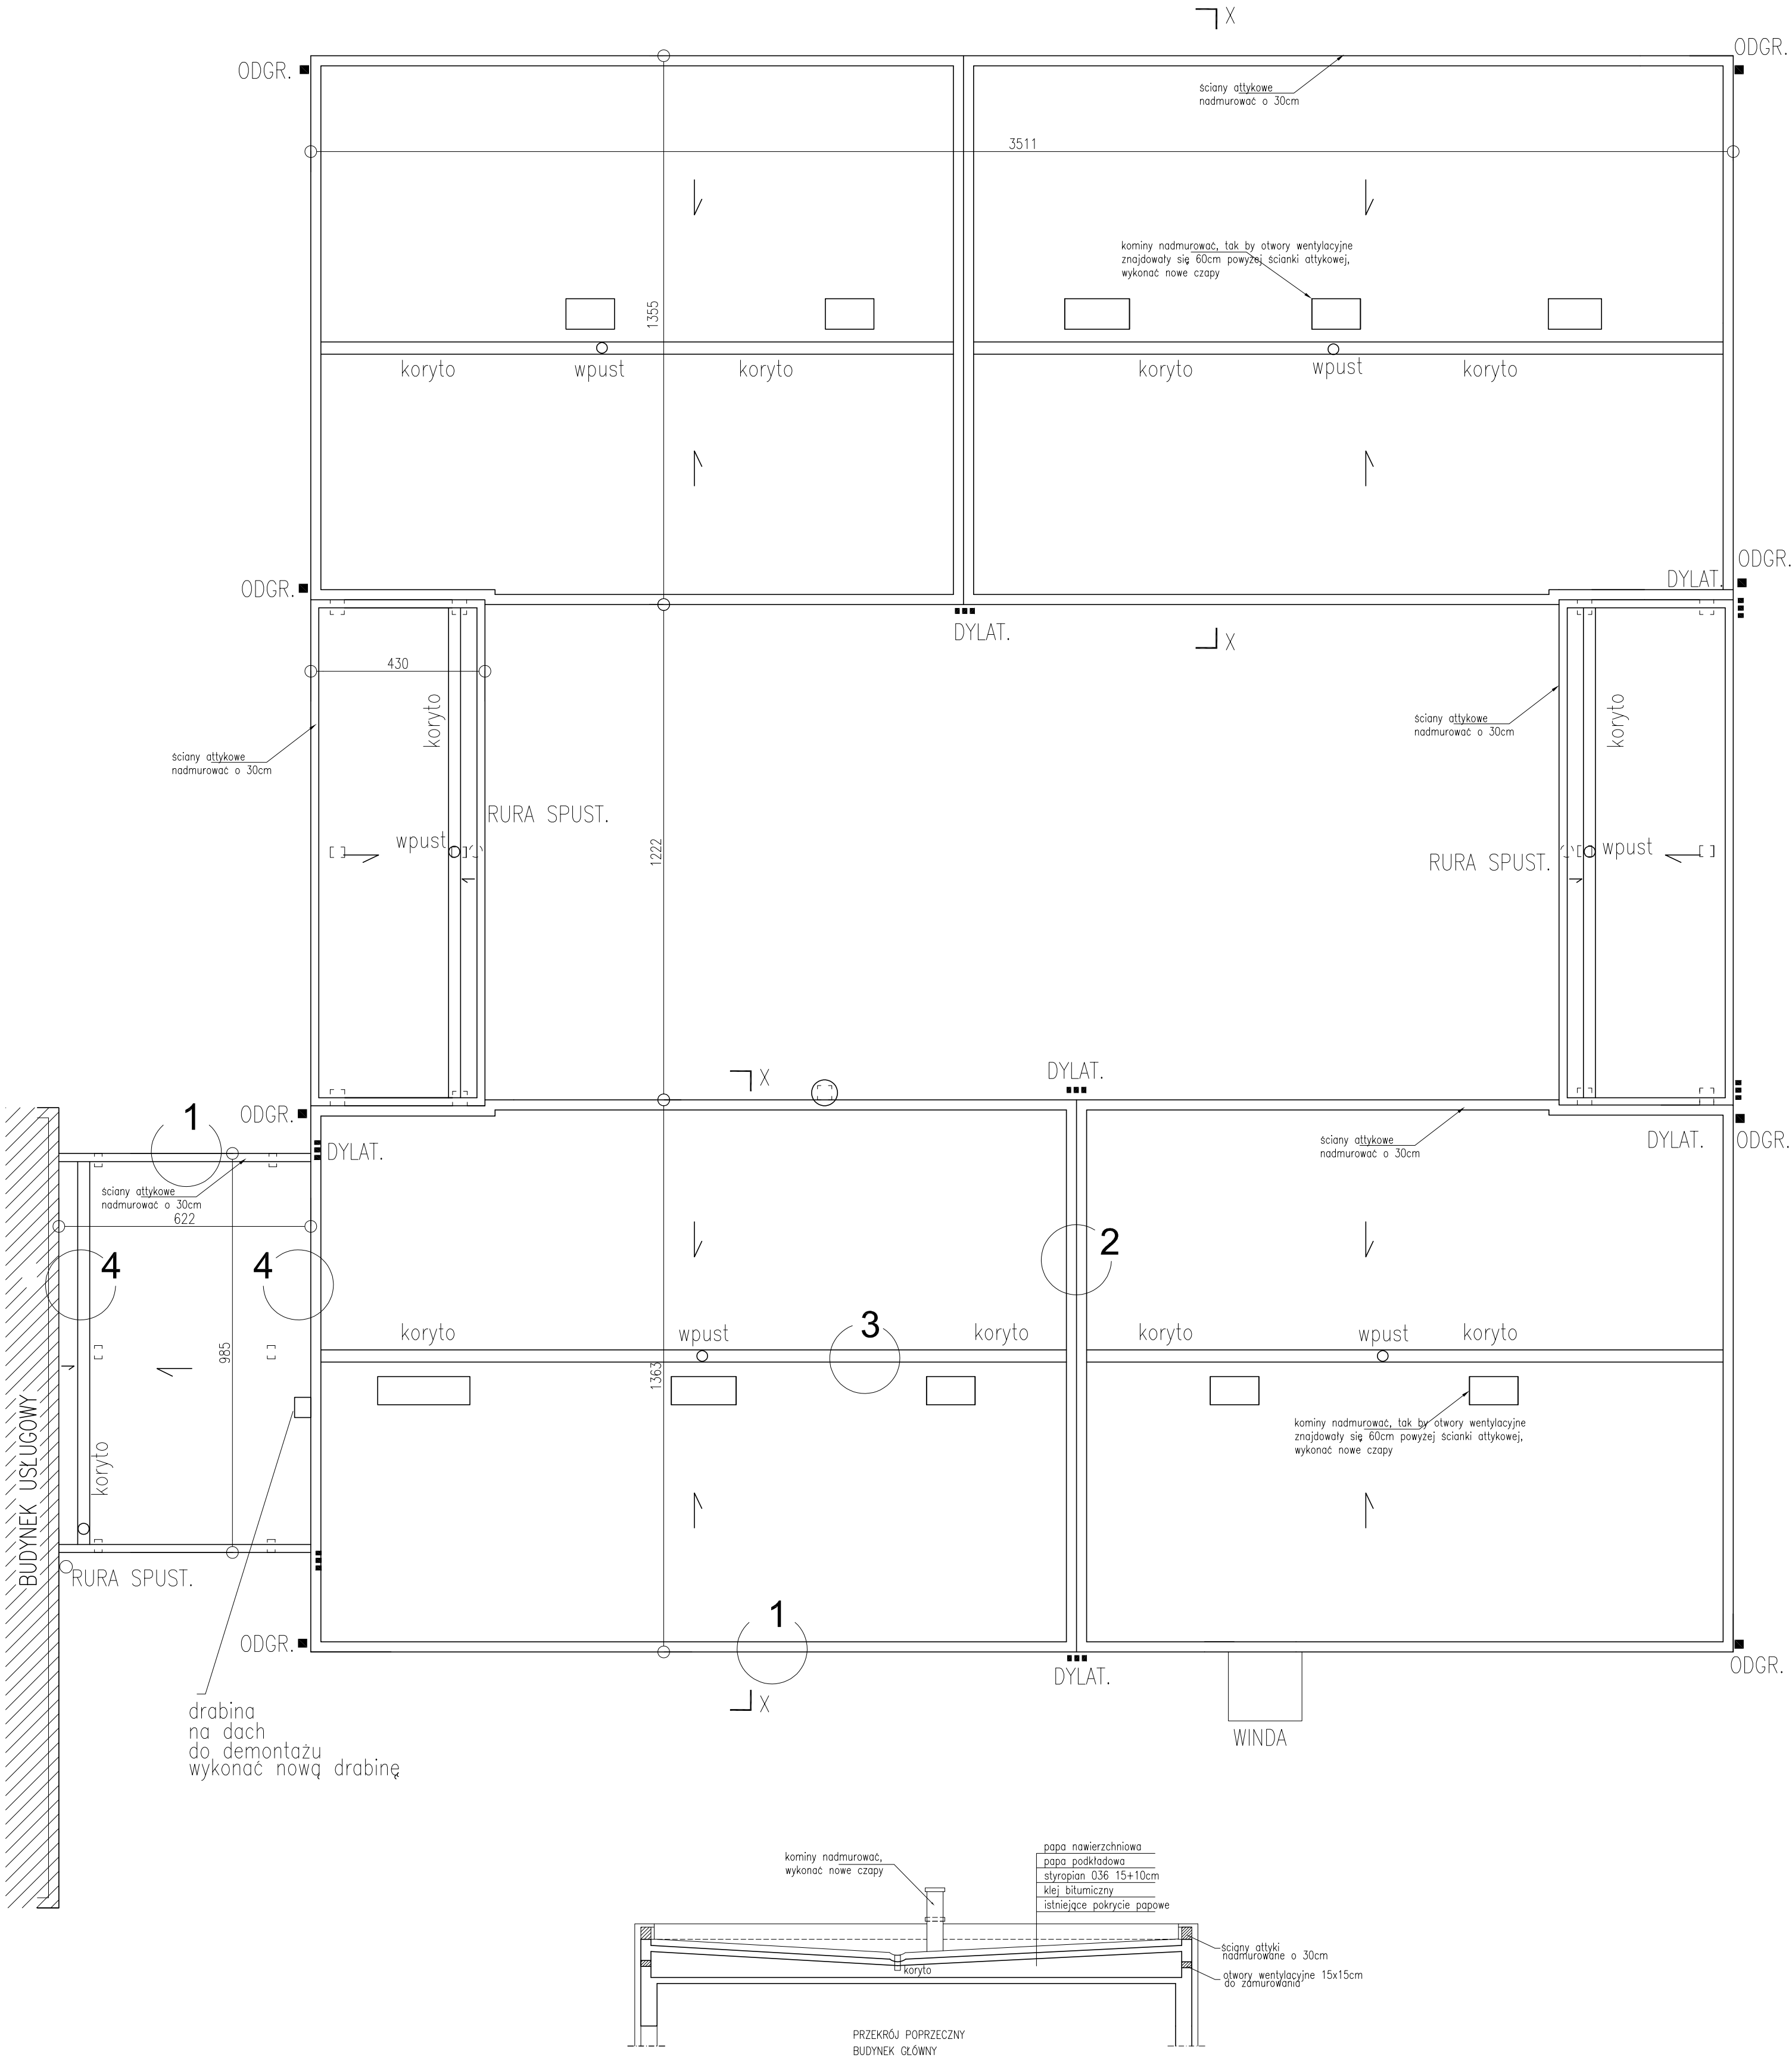 X
ODGR.
ODGR.
ściany attykowe
nadmurować o 30cm
3511
kominy nadmurować, tak by otwory wentylacyjne
znajdowały się 60cm powyżej ścianki attykowej,
wykonać nowe czapy
1355
koryto
wpust
koryto
koryto
wpust
koryto
ODGR.
ODGR.
DYLAT.
DYLAT.
X
430
koryto
ściany attykowe
nadmurować o 30cm
koryto
ściany attykowe
nadmurować o 30cm
RURA SPUST.
wpust
1222
RURA SPUST.
wpust
X
DYLAT.
1
ODGR.
DYLAT.
ściany attykowe
nadmurować o 30cm
DYLAT.
ODGR.
ściany attykowe
nadmurować o 30cm
622
4
4
2
985
koryto
wpust
3
koryto
koryto
wpust
koryto
1363
BUDYNEK USŁUGOWY
koryto
kominy nadmurować, tak by otwory wentylacyjne
znajdowały się 60cm powyżej ścianki attykowej,
wykonać nowe czapy
RURA SPUST.
ODGR.
1
DYLAT.
ODGR.
X
drabina
na dach
do demontażu
wykonać nową drabinę
WINDA
kominy nadmurować,
wykonać nowe czapy
papa nawierzchniowa
papa podkładowa
styropian 036 15+10cm
klej bitumiczny
istniejące pokrycie papowe
koryto
ściany attyki
nadmurowane o 30cm
otwory wentylacyjne 15x15cm
do zamurowania
PRZEKRÓJ POPRZECZNY
BUDYNEK GŁÓWNY